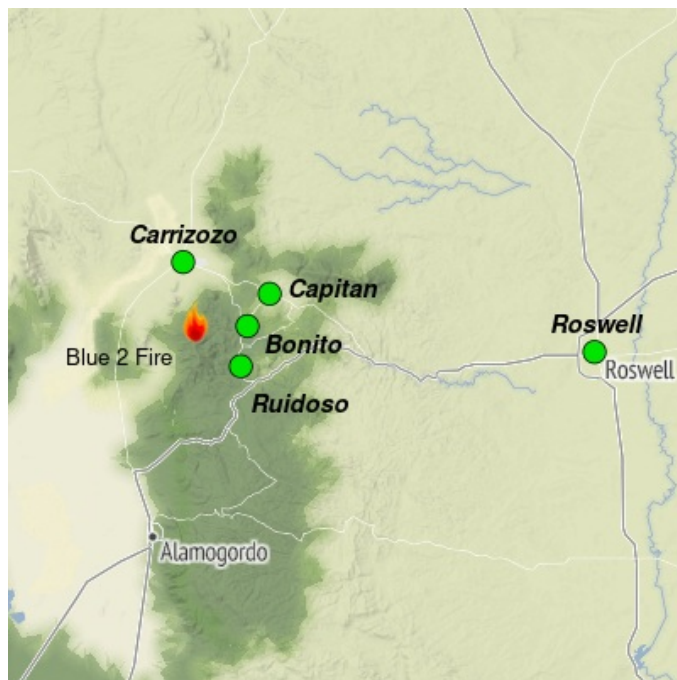 Carrizozo
Capitan
Roswell
Bonito
Blue 2 Fire
Roswell
Ruidoso
Alamogordo